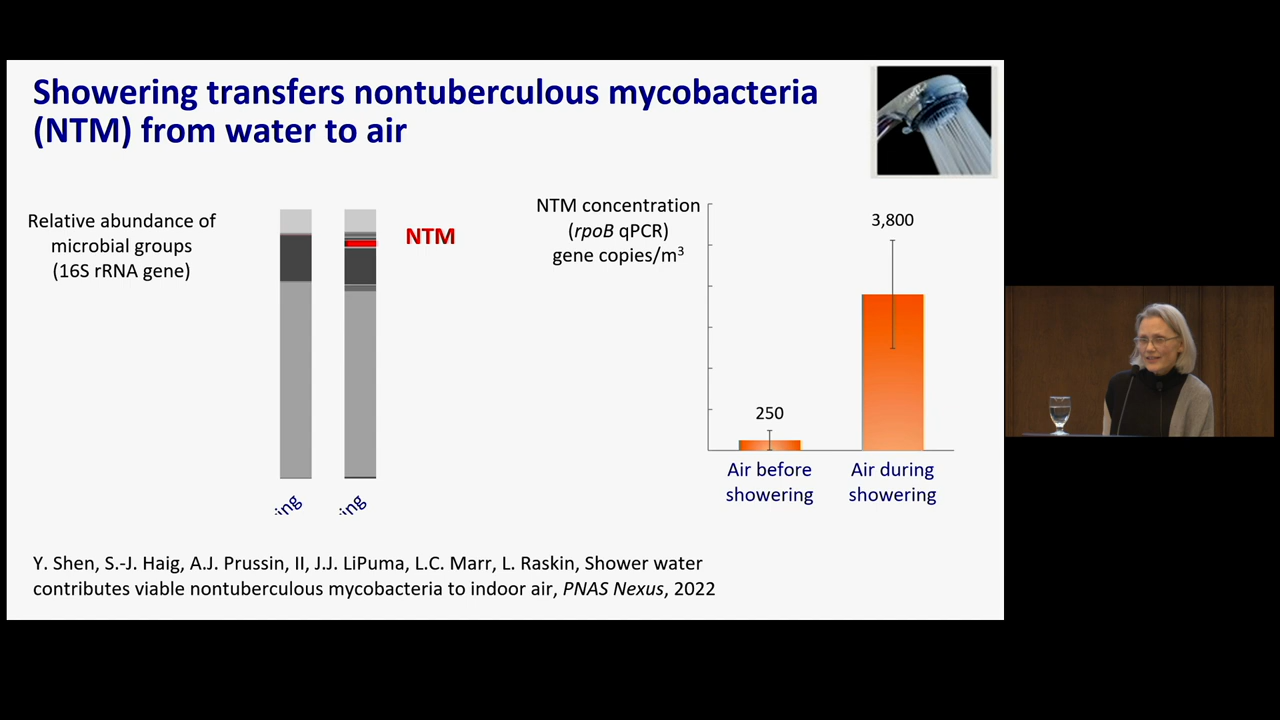 Showering transfers nontuberculous mycobacteria
(NTM) from water to air
Relative abundance of
microbial groups
(16S rRNA gene)
NTM
ing
ing
NTM concentration
(rpoB qPCR)
gene copies/m³
3,800
250
Air before
showering
Air during
showering
Y. Shen, S.-J. Haig, A.J. Prussin, II, J.J. LiPuma, L.C. Marr, L. Raskin, Shower water
contributes viable nontuberculous mycobacteria to indoor air, PNAS Nexus, 2022